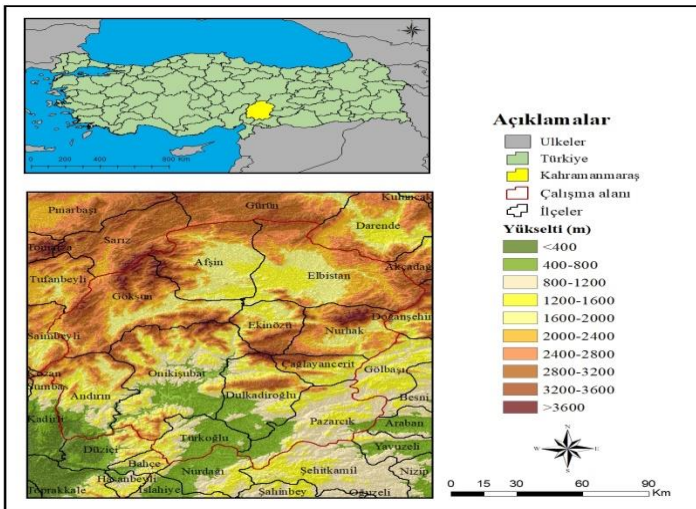 0 200 400 800 Km
Açıklamalar
Ulkeler
Türkiye
Kahramanmaraş
Çalışma alanı
İlçeler
Yükselti (m)
<400
400-800
800-1200
1200-1600
1600-2000
2000-2400
2400-2800
2800-3200
3200-3600
>3600
N
W E
S
0 15 30 45 60 90
Km
Pınarbaşı
Gürün
Kuluncak
Sarız
Darende
Afşin
Elbistan
Akçadağ
Tufanbeyli
Göksun
Doğanşehir
Ekinözü
Nurhak
Saimbeyli
Çağlayancerit
Gölbaşı
Kozan
Onikişubat
Sumbas
Andırın
Dulkadiroğlu
Besni
Kadirli
Pazarcık
Araban
Türkoğlu
Düziçi
Yavuzeli
Bahçe
Nurdağı
Şehitkamil
Nizip
Hasanbeyli
Toprakkale
İslahiye
Şahinbey
Oğuzeli